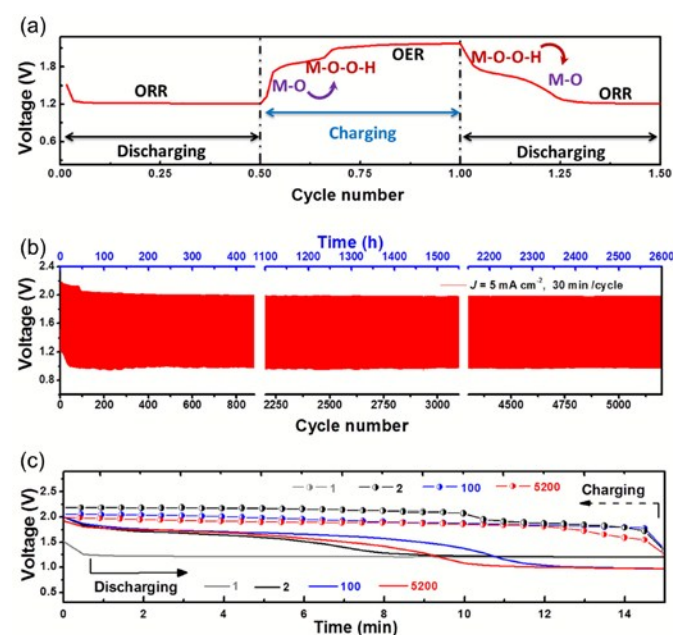 (a)
Voltage (V)
1.8
1.2
0.6
ORR
M-O
M-O-O-H
OER
M-O-O-H
M-O
ORR
Discharging
Charging
Discharging
0.00 0.25 0.50 0.75 1.00 1.25 1.50
Cycle number
(b)
Time (h)
0 100 200 300 400 1100 1200 1300 1400 1500 2200 2300 2400 2500 2600
Voltage (V)
2.4
2.0
1.6
1.2
0.8
J = 5 mA cm-2, 30 min /cycle
0 200 400 600 800 2250 2500 2750 3000 4500 4750 5000
Cycle number
(c)
Voltage (V)
2.5
2.0
1.5
1.0
0.5
1 2 100 5200
Charging
Discharging
1 2 100 5200
0 2 4 6 8 10 12 14
Time (min)